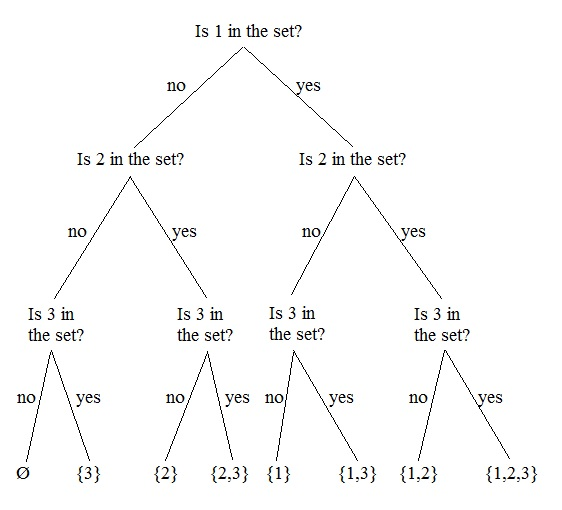 Is 1 in the set?
no yes
Is 2 in the set? Is 2 in the set?
no yes no yes
Is 3 in Is 3 in Is 3 in Is 3 in
the set? the set? the set? the set?
no yes no yes no yes no yes
Ø {3} {2} {2,3} {1} {1,3} {1,2} {1,2,3}